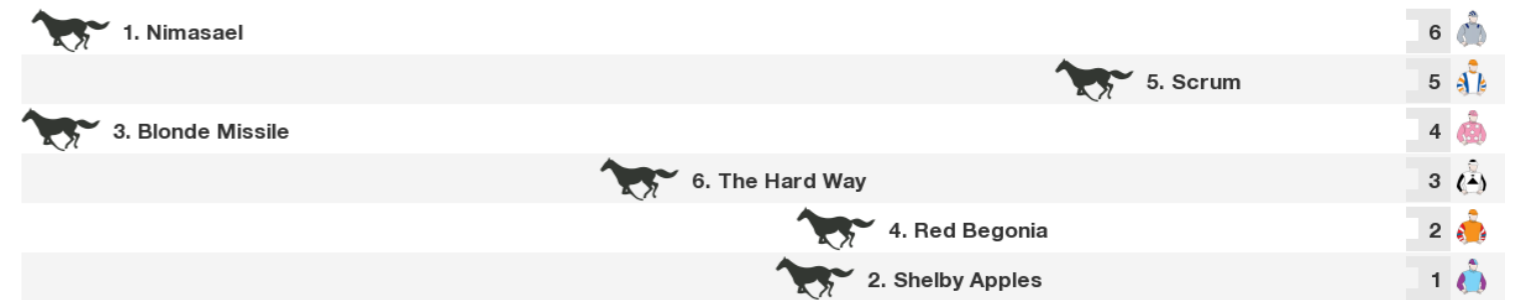 1. Nimasael 6
5. Scrum 5
3. Blonde Missile 4
6. The Hard Way 3
4. Red Begonia 2
2. Shelby Apples 1